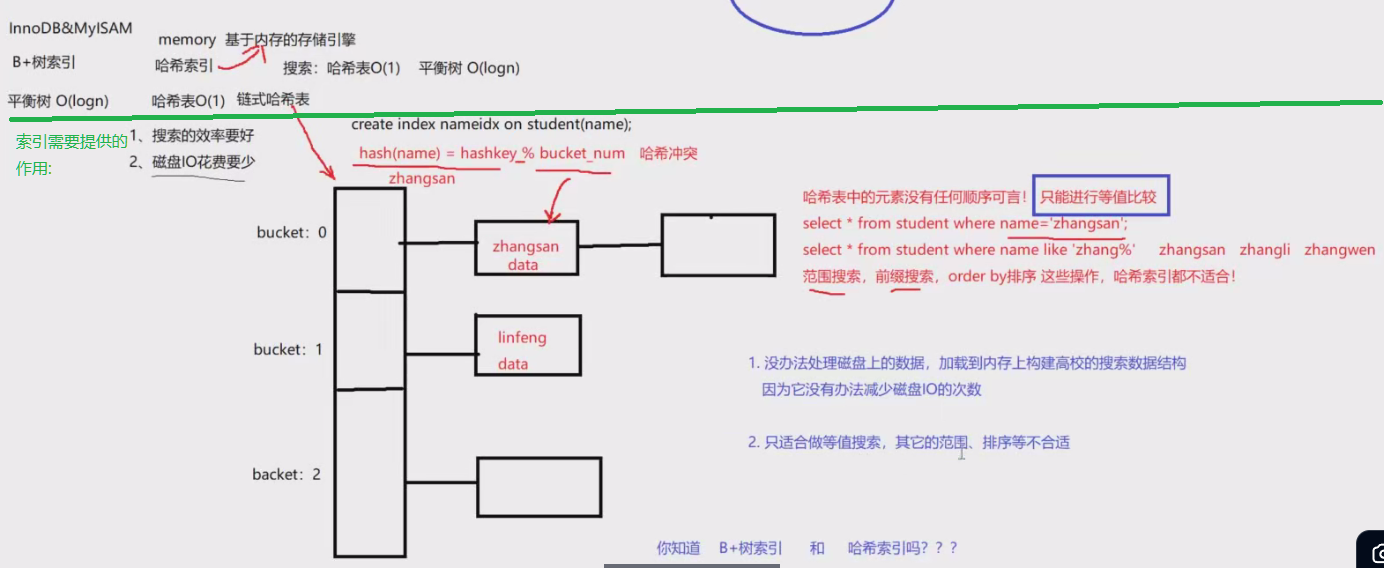 InnoDB&MyISAM
memory 基于内存的存储引擎
B+树索引
哈希索引
搜索：哈希表O(1) 平衡树 O(logn)
平衡树 O(logn)
哈希表O(1)
链式哈希表
索引需要提供的
作用:
1、搜索的效率要好
2、磁盘IO花费要少
create index nameidx on student(name);
hash(name) = hashkey % bucket_num 哈希冲突
zhangsan
bucket：0
zhangsan
data
bucket：1
linfeng
data
backet：2
哈希表中的元素没有任何顺序可言！ 只能进行等值比较
select * from student where name='zhangsan';
select * from student where name like 'zhang%' zhangsan zhangli zhangwen
范围搜索，前缀搜索，order by排序 这些操作，哈希索引都不适合！
1. 没办法处理磁盘上的数据，加载到内存上构建高校的搜索数据结构
因为它没有办法减少磁盘IO的次数
2. 只适合做等值搜索，其它的范围、排序等不合适
你知道 B+树索引 和 哈希索引吗？？？